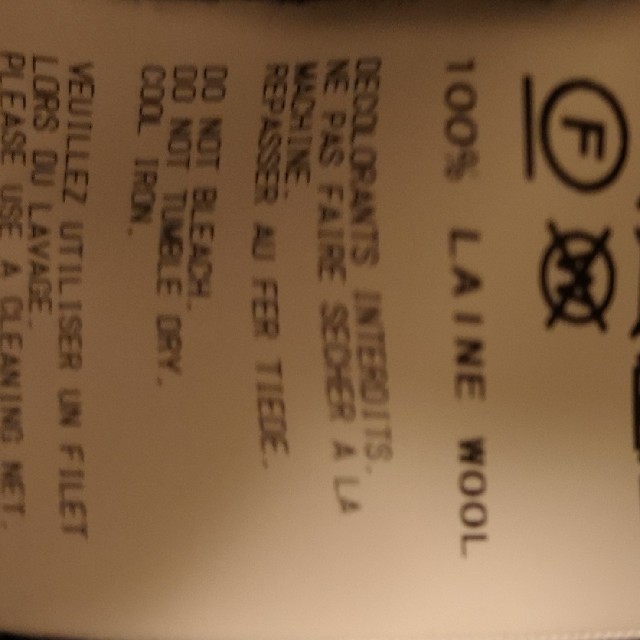 F W
100% LAINE WOOL
DECOLORANTS INTERDITS.
NE PAS FAIRE SECHER A LA
MACHINE.
REPASSER AU FER TIEDE.
DO NOT BLEACH.
DO NOT TUMBLE DRY.
COOL IRON.
VEUILLEZ UTILISER UN FILET
LORS DU LAVAGE.
PLEASE USE A CLEANING NET.